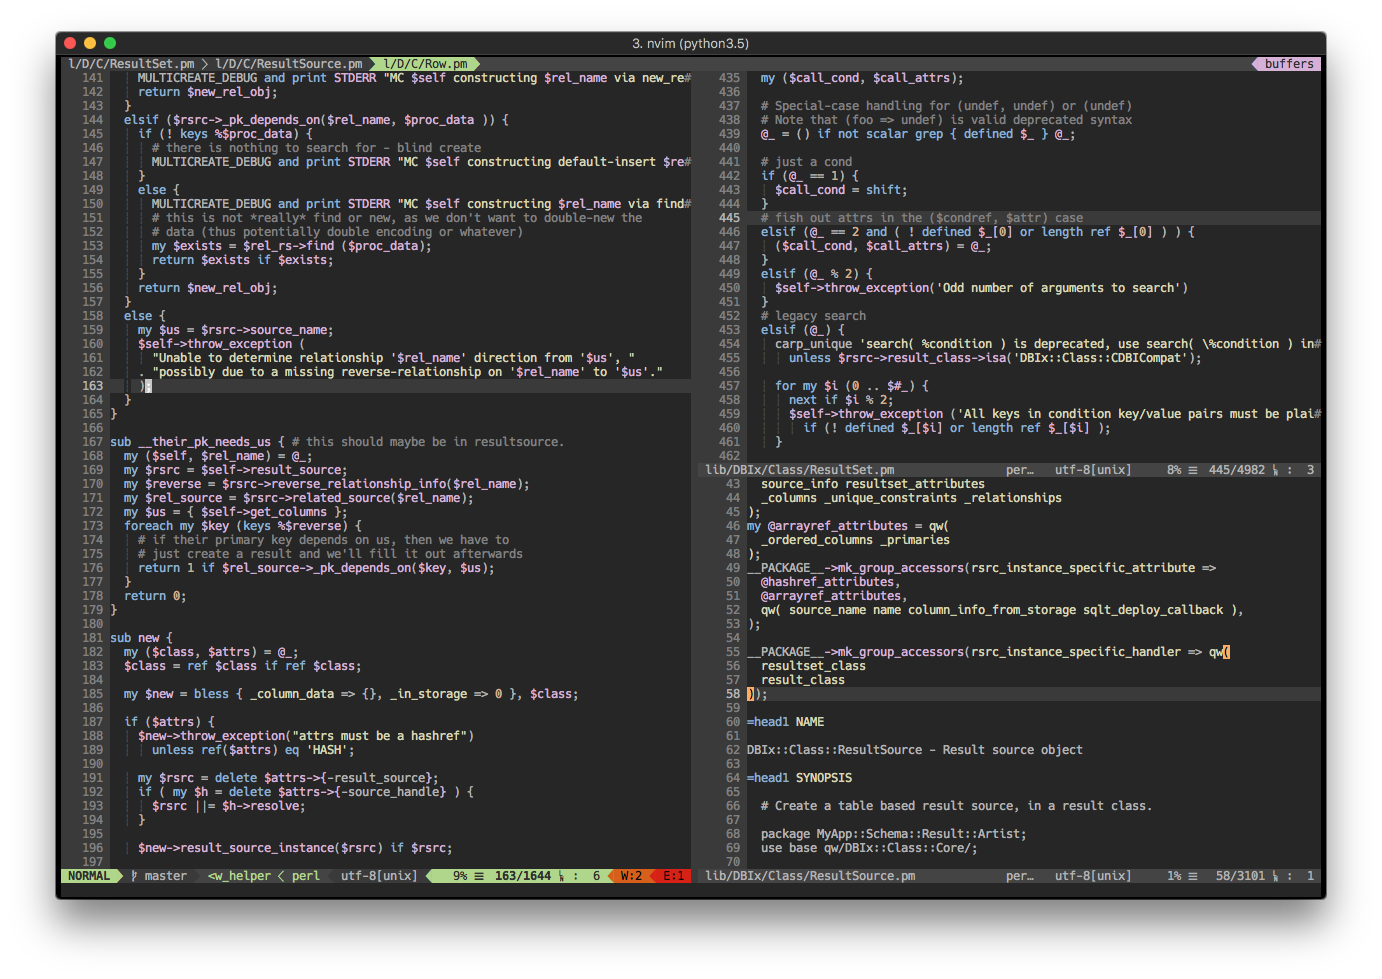 3. nvim (python3.5)
l/D/C/ResultSet.pm > l/D/C/ResultSource.pm l/D/C/Row.pm buffers
141 MULTICREATE_DEBUG and print STDERR "MC $self constructing $rel_name via new_re#
142 return $new_rel_obj;
143 }
144 elsif ($rsrc->_pk_depends_on($rel_name, $proc_data )) {
145 if (! keys %$proc_data) {
146 # there is nothing to search for - blind create
147 MULTICREATE_DEBUG and print STDERR "MC $self constructing default-insert $re#
148 }
149 else {
150 MULTICREATE_DEBUG and print STDERR "MC $self constructing $rel_name via find#
151 # this is not *really* find or new, as we don't want to double-new the
152 # data (thus potentially double encoding or whatever)
153 my $exists = $rel_rs->find ($proc_data);
154 return $exists if $exists;
155 }
156 return $new_rel_obj;
157 }
158 else {
159 my $us = $rsrc->source_name;
160 $self->throw_exception (
161 "Unable to determine relationship '$rel_name' direction from '$us', "
162 . "possibly due to a missing reverse-relationship on '$rel_name' to '$us'."
163 );
164 }
165 }
166
167 sub __their_pk_needs_us { # this should maybe be in resultsource.
168 my ($self, $rel_name) = @_;
169 my $rsrc = $self->result_source;
170 my $reverse = $rsrc->reverse_relationship_info($rel_name);
171 my $rel_source = $rsrc->related_source($rel_name);
172 my $us = { $self->get_columns };
173 foreach my $key (keys %$reverse) {
174 # if their primary key depends on us, then we have to
175 # just create a result and we'll fill it out afterwards
176 return 1 if $rel_source->_pk_depends_on($key, $us);
177 }
178 return 0;
179 }
180
181 sub new {
182 my ($class, $attrs) = @_;
183 $class = ref $class if ref $class;
184
185 my $new = bless { _column_data => {}, _in_storage => 0 }, $class;
186
187 if ($attrs) {
188 $new->throw_exception("attrs must be a hashref")
189 unless ref($attrs) eq 'HASH';
190
191 my $rsrc = delete $attrs->{-result_source};
192 if ( my $h = delete $attrs->{-source_handle} ) {
193 $rsrc ||= $h->resolve;
194 }
195
196 $new->result_source_instance($rsrc) if $rsrc;
197
NORMAL master <w_helper < perl utf-8[unix] 9% ≡ 163/1644 : 6 W:2 E:1
435 my ($call_cond, $call_attrs);
436
437 # Special-case handling for (undef, undef) or (undef)
438 # Note that (foo => undef) is valid deprecated syntax
439 @_ = () if not scalar grep { defined $_ } @_;
440
441 # just a cond
442 if (@_ == 1) {
443 $call_cond = shift;
444 }
445 # fish out attrs in the ($condref, $attr) case
446 elsif (@_ == 2 and ( ! defined $_[0] or length ref $_[0] ) ) {
447 ($call_cond, $call_attrs) = @_;
448 }
449 elsif (@_ % 2) {
450 $self->throw_exception('Odd number of arguments to search')
451 }
452 # legacy search
453 elsif (@_) {
454 carp_unique 'search( %condition ) is deprecated, use search( \%condition ) in#
455 unless $rsrc->result_class->isa('DBIx::Class::CDBICompat');
456
457 for my $i (0 .. $#_) {
458 next if $i % 2;
459 $self->throw_exception ('All keys in condition key/value pairs must be plai#
460 if (! defined $_[$i] or length ref $_[$i] );
461 }
462
lib/DBIx/Class/ResultSet.pm per… utf-8[unix] 8% ≡ 445/4982 : 3
43 source_info resultset_attributes
44 _columns _unique_constraints _relationships
45 );
46 my @arrayref_attributes = qw(
47 _ordered_columns _primaries
48 );
49 __PACKAGE__->mk_group_accessors(rsrc_instance_specific_attribute =>
50 @hashref_attributes,
51 @arrayref_attributes,
52 qw( source_name name column_info_from_storage sqlt_deploy_callback ),
53 );
54
55 __PACKAGE__->mk_group_accessors(rsrc_instance_specific_handler => qw(
56 resultset_class
57 result_class
58 ));
59
60 =head1 NAME
61
62 DBIx::Class::ResultSource - Result source object
63
64 =head1 SYNOPSIS
65
66 # Create a table based result source, in a result class.
67
68 package MyApp::Schema::Result::Artist;
69 use base qw/DBIx::Class::Core/;
70
lib/DBIx/Class/ResultSource.pm per… utf-8[unix] 1% ≡ 58/3101 : 1